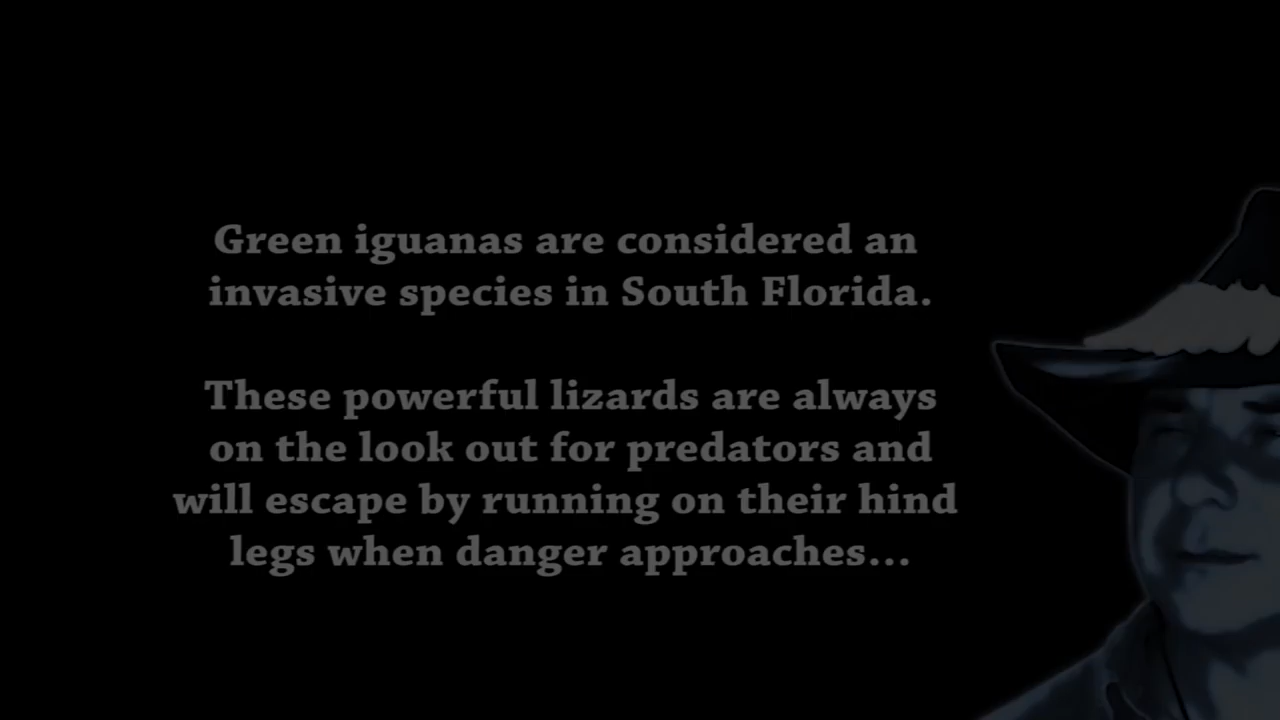 Green iguanas are considered an
invasive species in South Florida.
These powerful lizards are always
on the look out for predators and
will escape by running on their hind
legs when danger approaches...